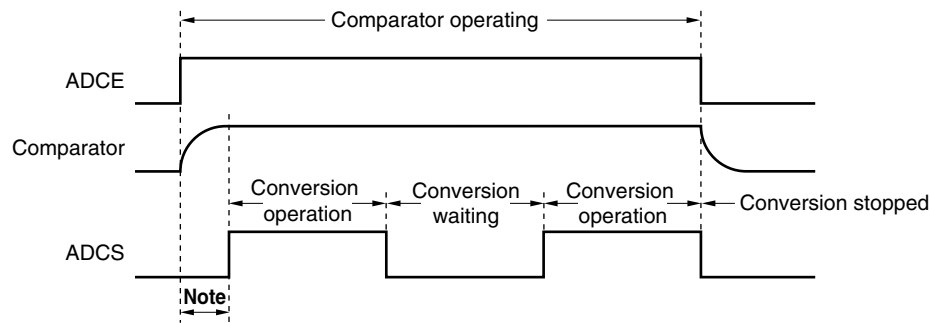 Comparator operating
ADCE
Comparator
Conversion
operation
Conversion
waiting
Conversion
operation
Conversion stopped
ADCS
Note